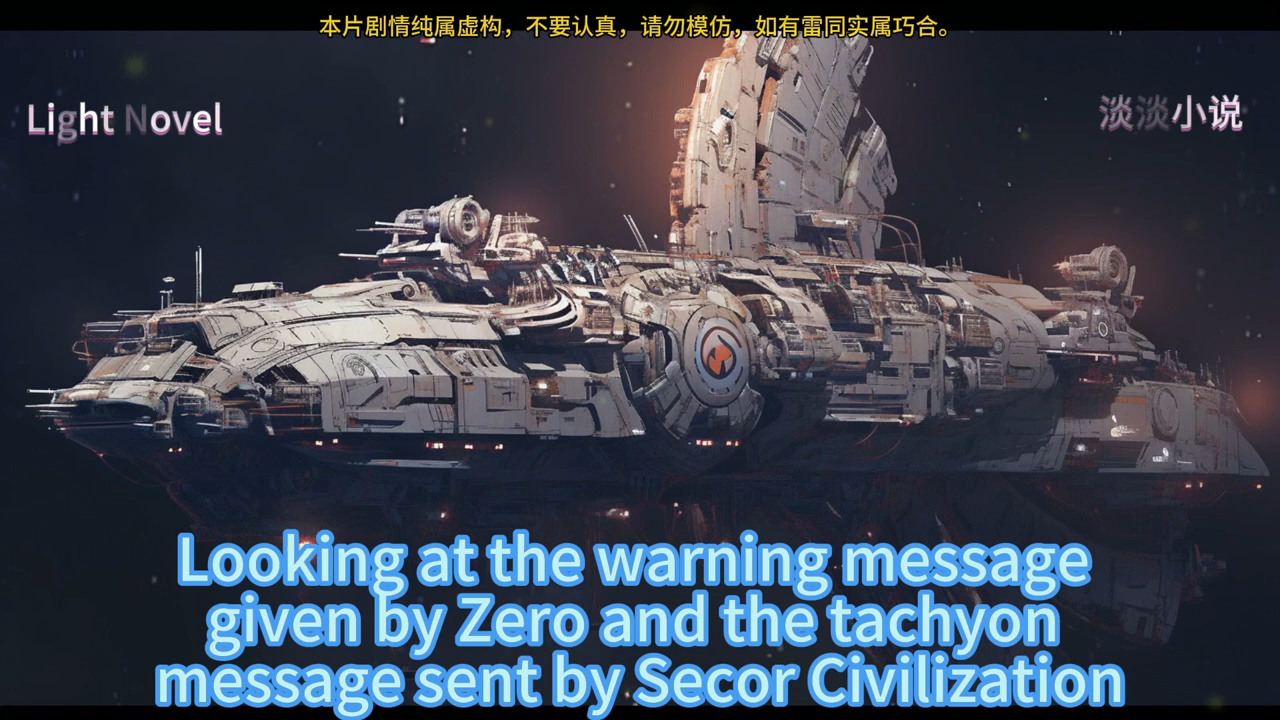 本片剧情纯属虚构，不要认真，请勿模仿，如有雷同实属巧合。
Light Novel
淡淡小说
Looking at the warning message
given by Zero and the tachyon
message sent by Secor Civilization